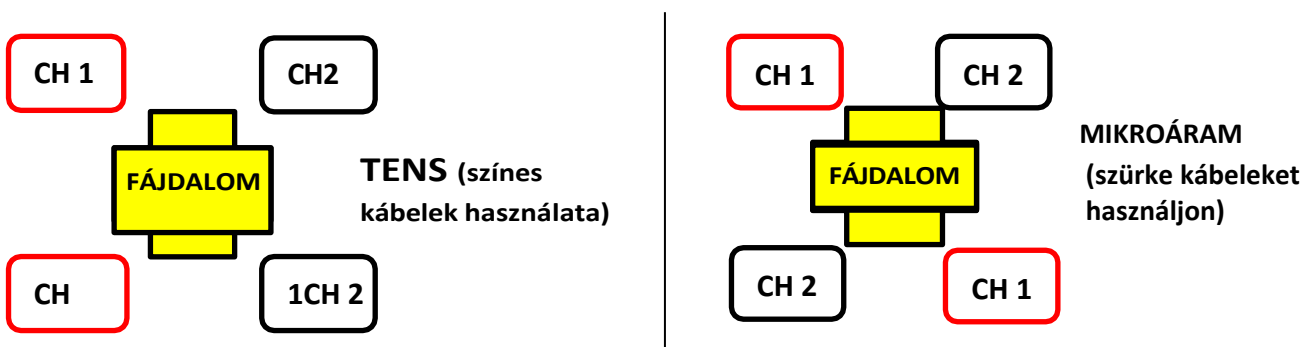 CH 1
CH2
FÁJDALOM
TENS (színes
kábelek használata)
CH
1CH 2
CH 1
CH 2
FÁJDALOM
MIKROÁRAM
(szürke kábeleket
használjon)
CH 2
CH 1